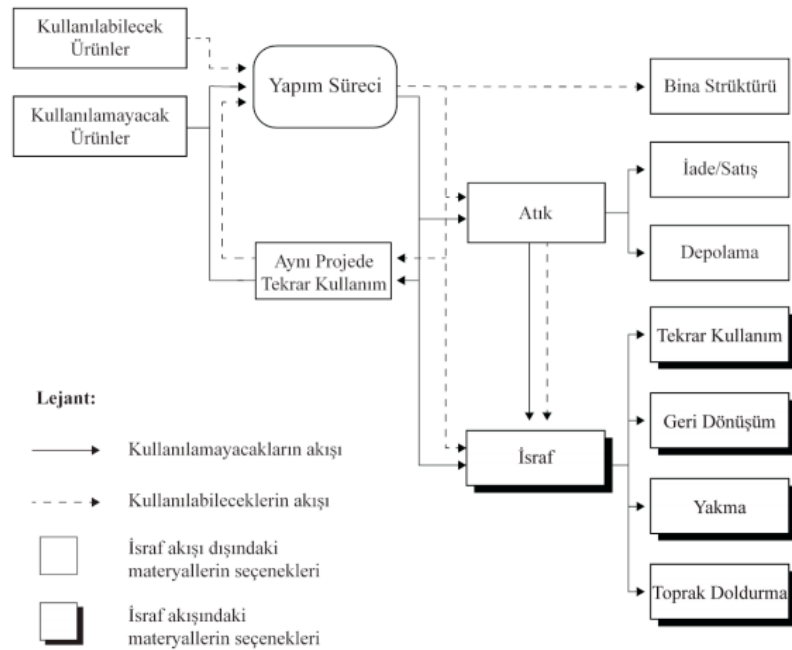 Kullanılabilecek
Ürünler
Kullanılamayacak
Ürünler
Yapım Süreci
Bina Strüktürü
İade/Satış
Atık
Depolama
Aynı Projede
Tekrar Kullanım
Tekrar Kullanım
Geri Dönüşüm
İsraf
Yakma
Toprak Doldurma
Lejant:
Kullanılamayacakların akışı
Kullanılabileceklerin akışı
İsraf akışı dışındaki
materyallerin seçenekleri
İsraf akışındaki
materyallerin seçenekleri